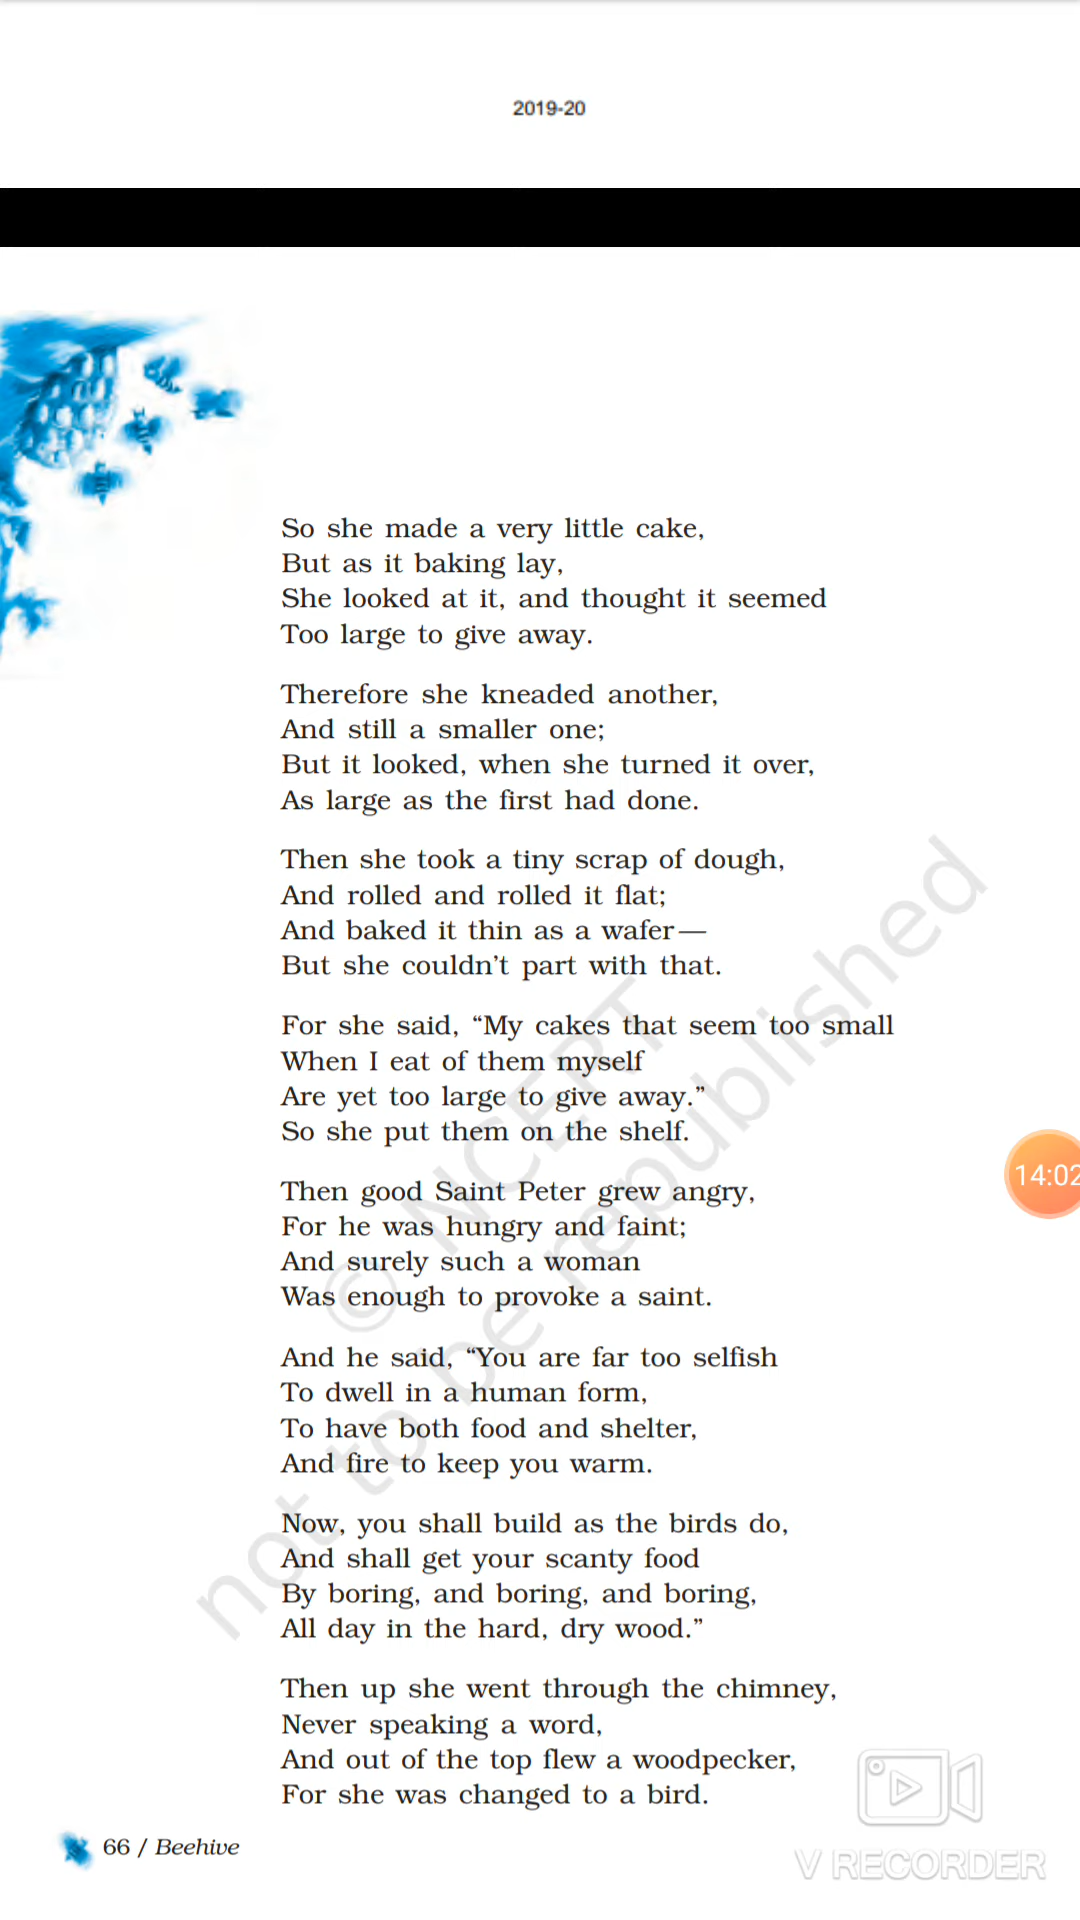 2019-20
So she made a very little cake,
But as it baking lay,
She looked at it, and thought it seemed
Too large to give away.
Therefore she kneaded another,
And still a smaller one;
But it looked, when she turned it over,
As large as the first had done.
Then she took a tiny scrap of dough,
And rolled and rolled it flat;
And baked it thin as a wafer—
But she couldn’t part with that.
For she said, “My cakes that seem too small
When I eat of them myself
Are yet too large to give away.”
So she put them on the shelf.
Then good Saint Peter grew angry,
For he was hungry and faint;
And surely such a woman
Was enough to provoke a saint.
And he said, “You are far too selfish
To dwell in a human form,
To have both food and shelter,
And fire to keep you warm.
Now, you shall build as the birds do,
And shall get your scanty food
By boring, and boring, and boring,
All day in the hard, dry wood.”
Then up she went through the chimney,
Never speaking a word,
And out of the top flew a woodpecker,
For she was changed to a bird.
66 / Beehive
© NCERT
not to be republished
14:02
V RECORDER